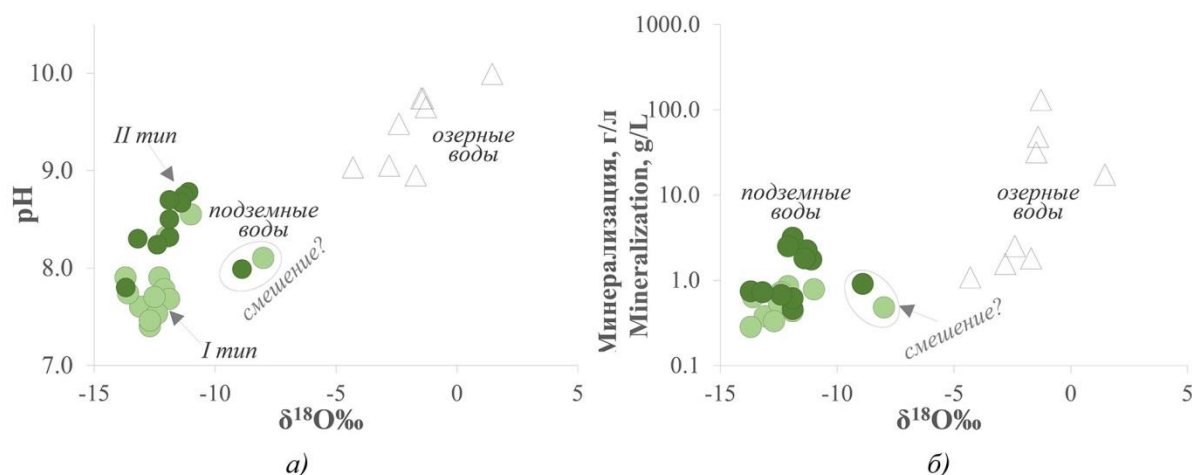 10.0
9.0
8.0
7.0
pH
II тип
I тип
подземные
воды
смешение?
озерные
воды
-15
-10
-5
0
5
δ¹⁸O‰
а)
1000.0
100.0
10.0
1.0
0.1
Минерализация, г/л
Mineralization, g/L
подземные
воды
озерные
воды
смешение?
-15
-10
-5
0
5
δ¹⁸O‰
б)